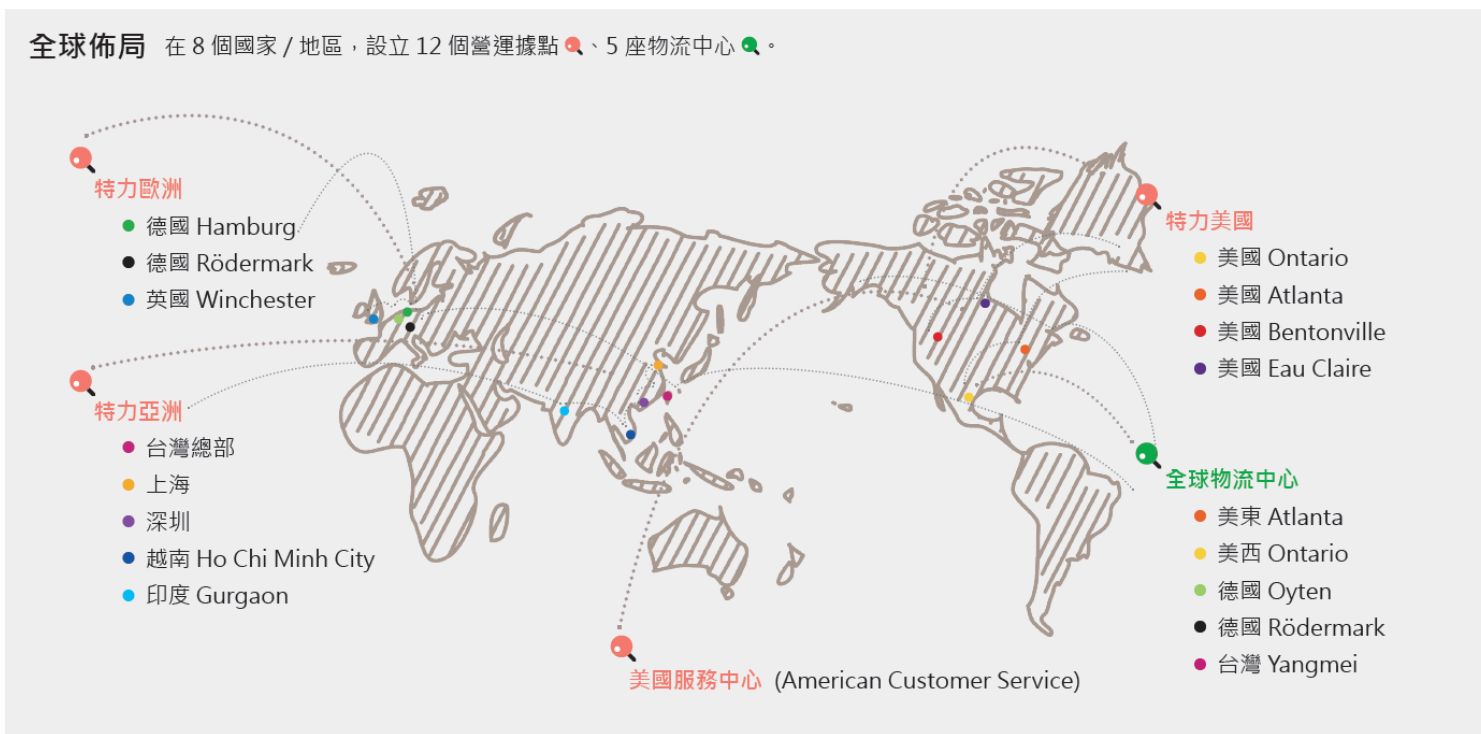 全球佈局 在 8 個國家 / 地區，設立 12 個營運據點、5 座物流中心。
特力歐洲
德國 Hamburg
德國 Rödermark
英國 Winchester
特力亞洲
台灣總部
上海
深圳
越南 Ho Chi Minh City
印度 Gurgaon
美國服務中心 (American Customer Service)
特力美國
美國 Ontario
美國 Atlanta
美國 Bentonville
美國 Eau Claire
全球物流中心
美東 Atlanta
美西 Ontario
德國 Oyten
德國 Rödermark
台灣 Yangmei